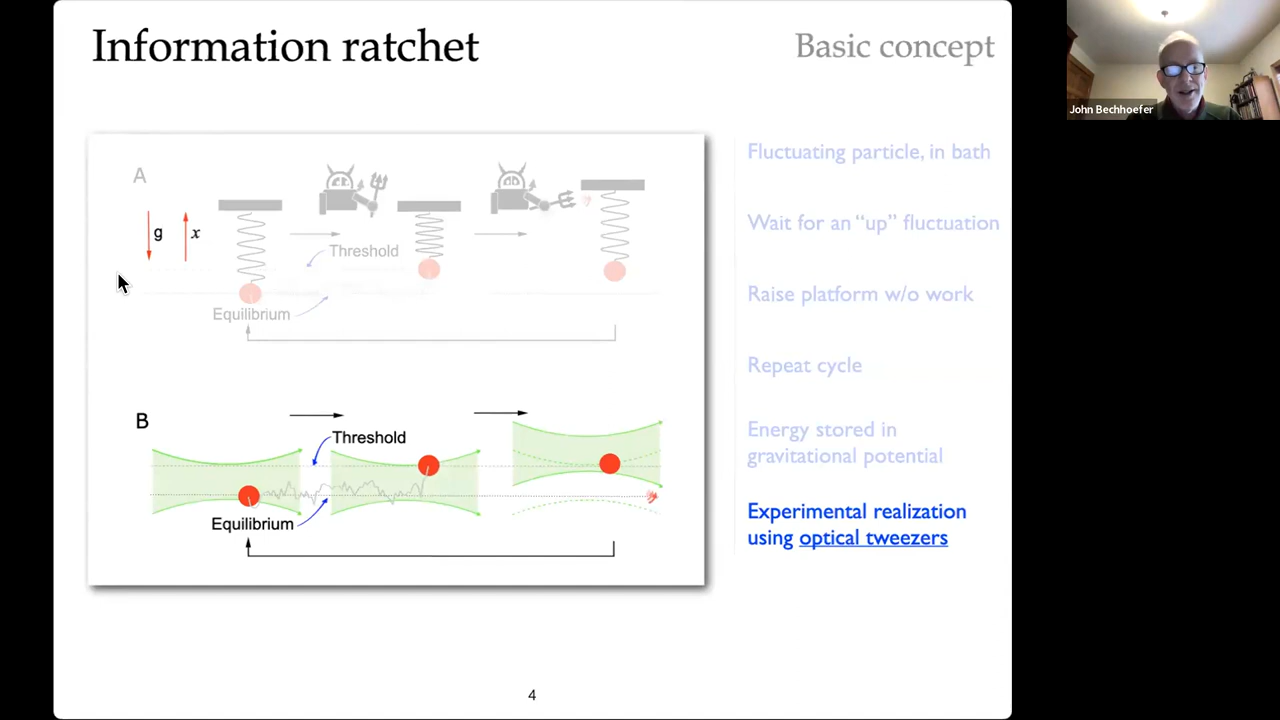 Information ratchet
Basic concept
John Bechhoefer
A
g
x
Threshold
Equilibrium
B
Threshold
Equilibrium
Fluctuating particle, in bath
Wait for an “up” fluctuation
Raise platform w/o work
Repeat cycle
Energy stored in
gravitational potential
Experimental realization
using optical tweezers
4